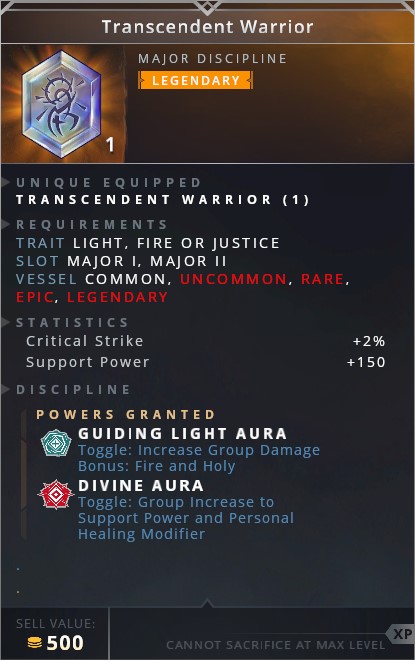 Transcendent Warrior
MAJOR DISCIPLINE
LEGENDARY
1
UNIQUE EQUIPPED
TRANSCENDENT WARRIOR (1)
REQUIREMENTS
TRAIT LIGHT, FIRE OR JUSTICE
SLOT MAJOR I, MAJOR II
VESSEL COMMON, UNCOMMON, RARE,
EPIC, LEGENDARY
STATISTICS
Critical Strike +2%
Support Power +150
DISCIPLINE
POWERS GRANTED
GUIDING LIGHT AURA
Toggle: Increase Group Damage
Bonus: Fire and Holy
DIVINE AURA
Toggle: Group Increase to
Support Power and Personal
Healing Modifier
.
.
SELL VALUE:
500
CANNOT SACRIFICE AT MAX LEVEL
XP